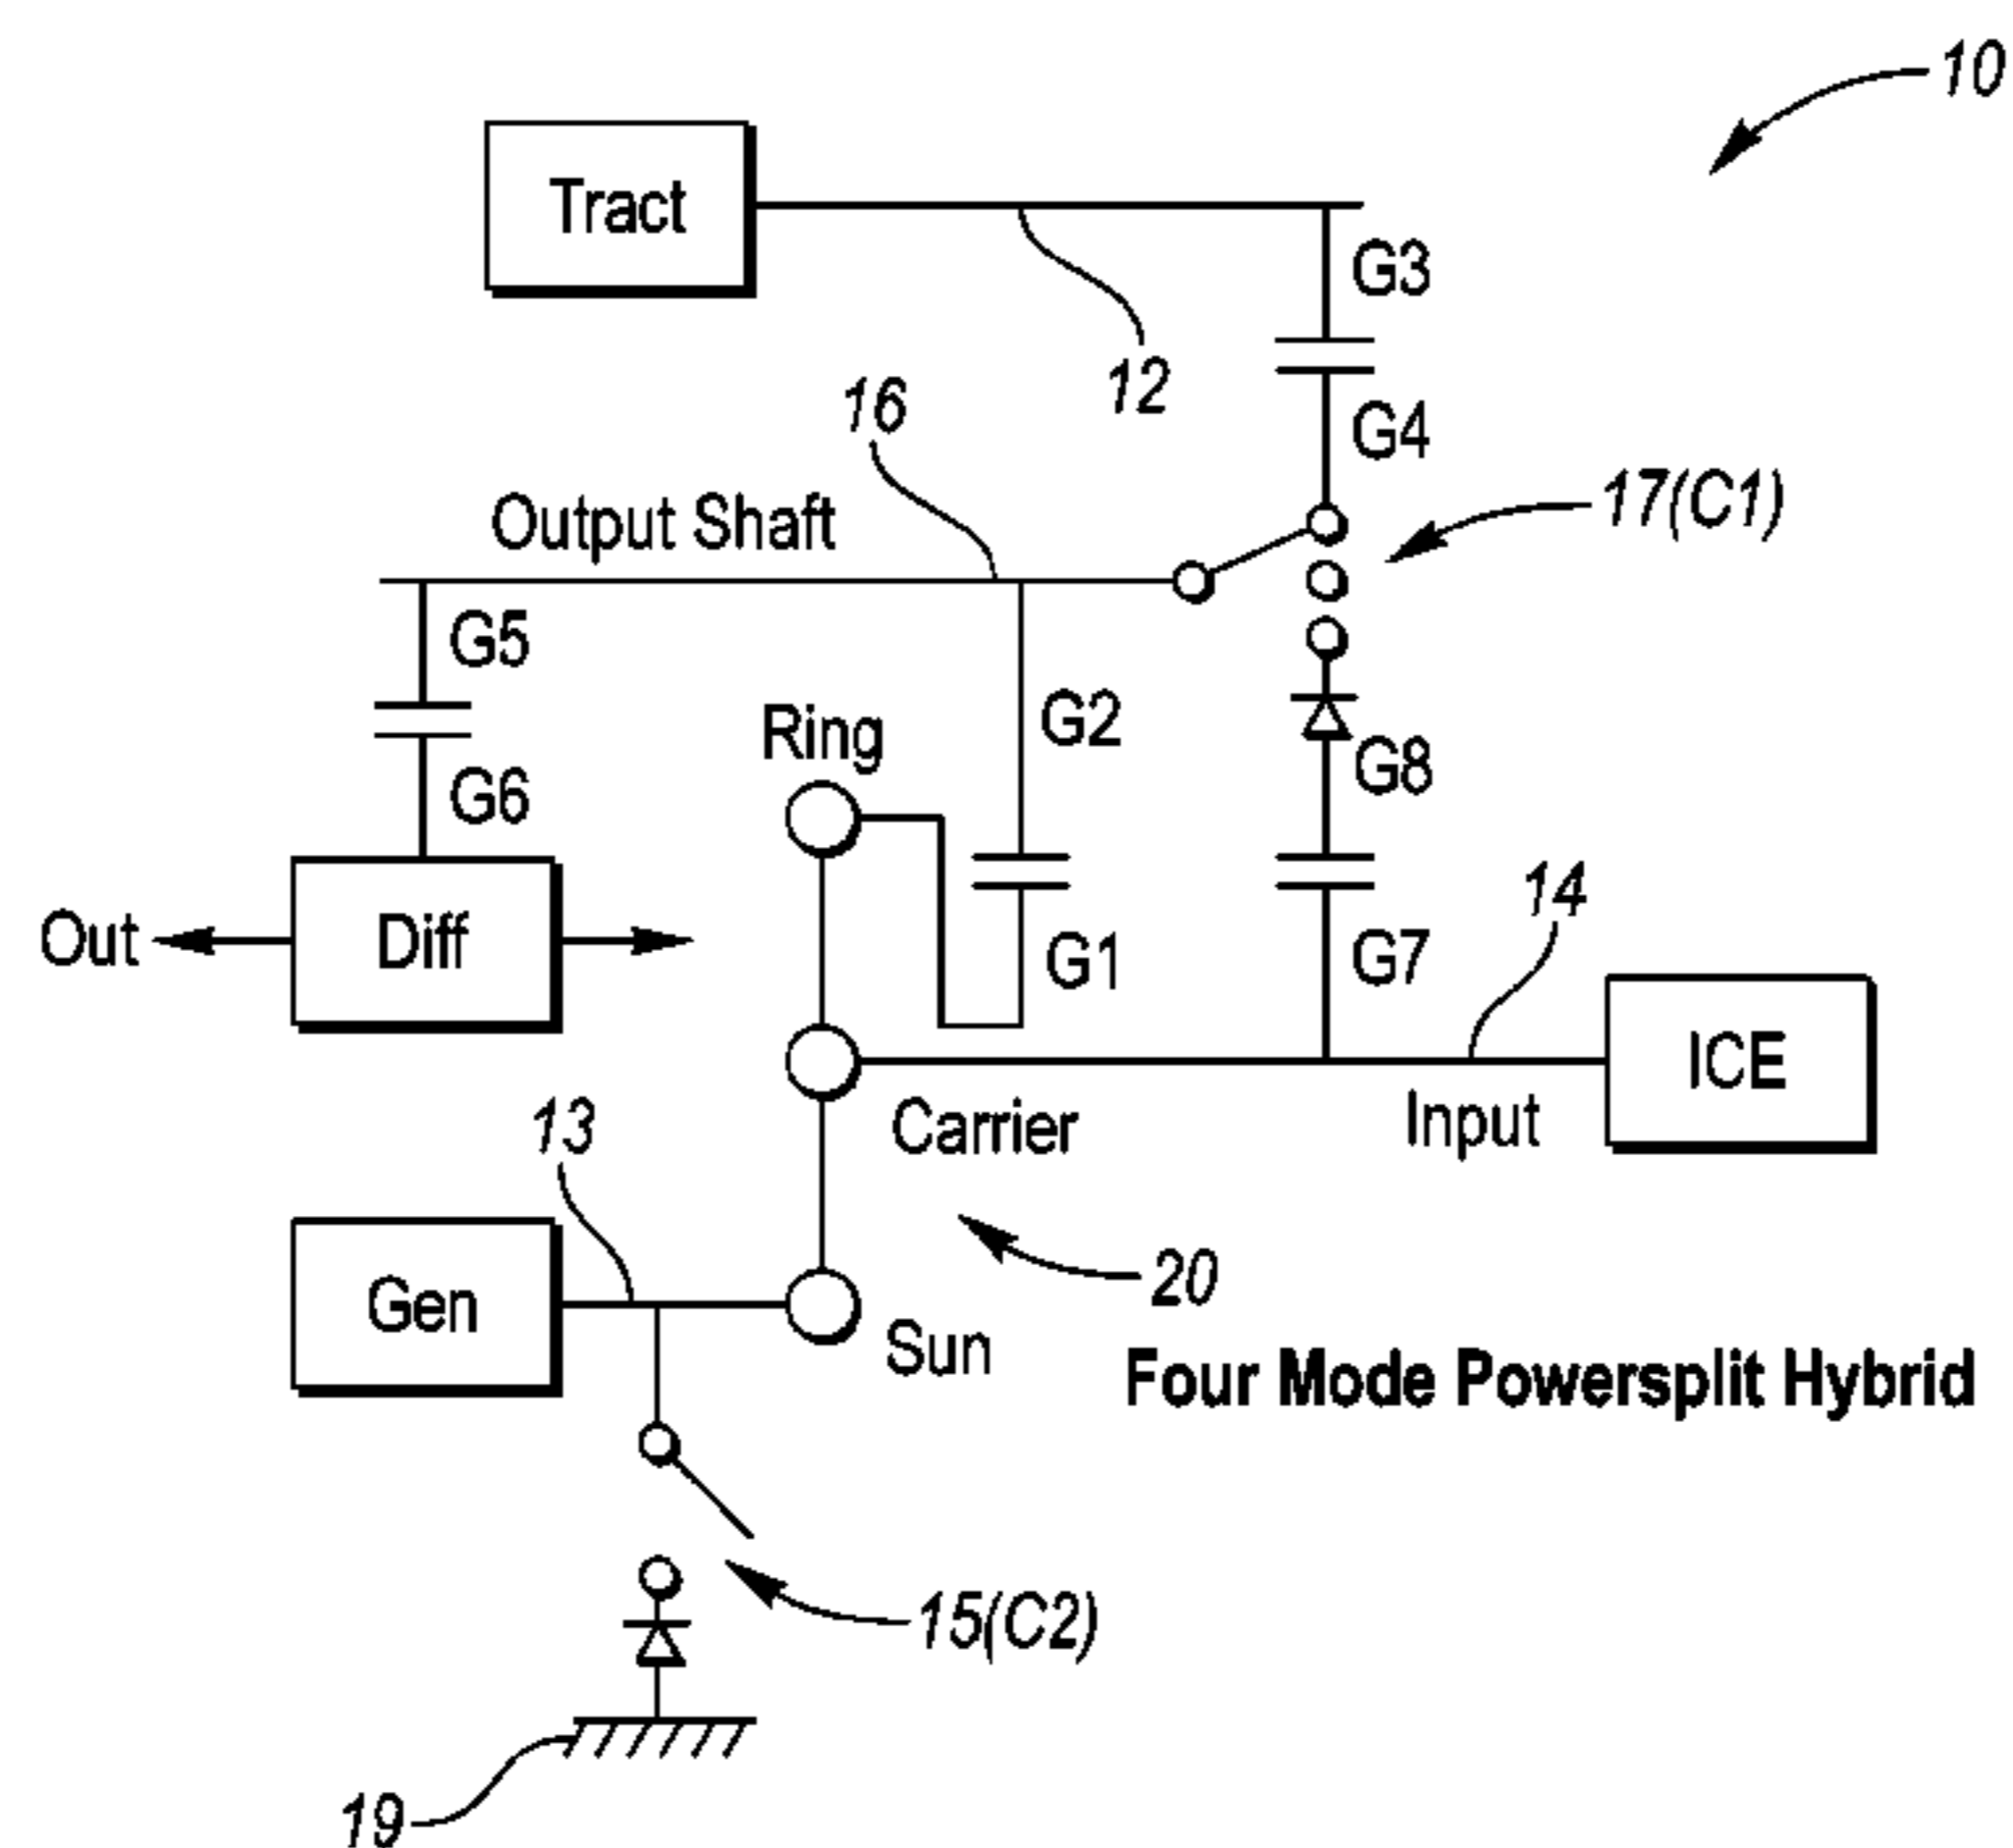 10
Tract
G3
12
16
G4
17(C1)
Output Shaft
G5
G2
Ring
G8
G6
14
Out
Diff
G1
G7
ICE
13
Carrier
Input
20
Gen
Sun
Four Mode Powersplit Hybrid
15(C2)
19